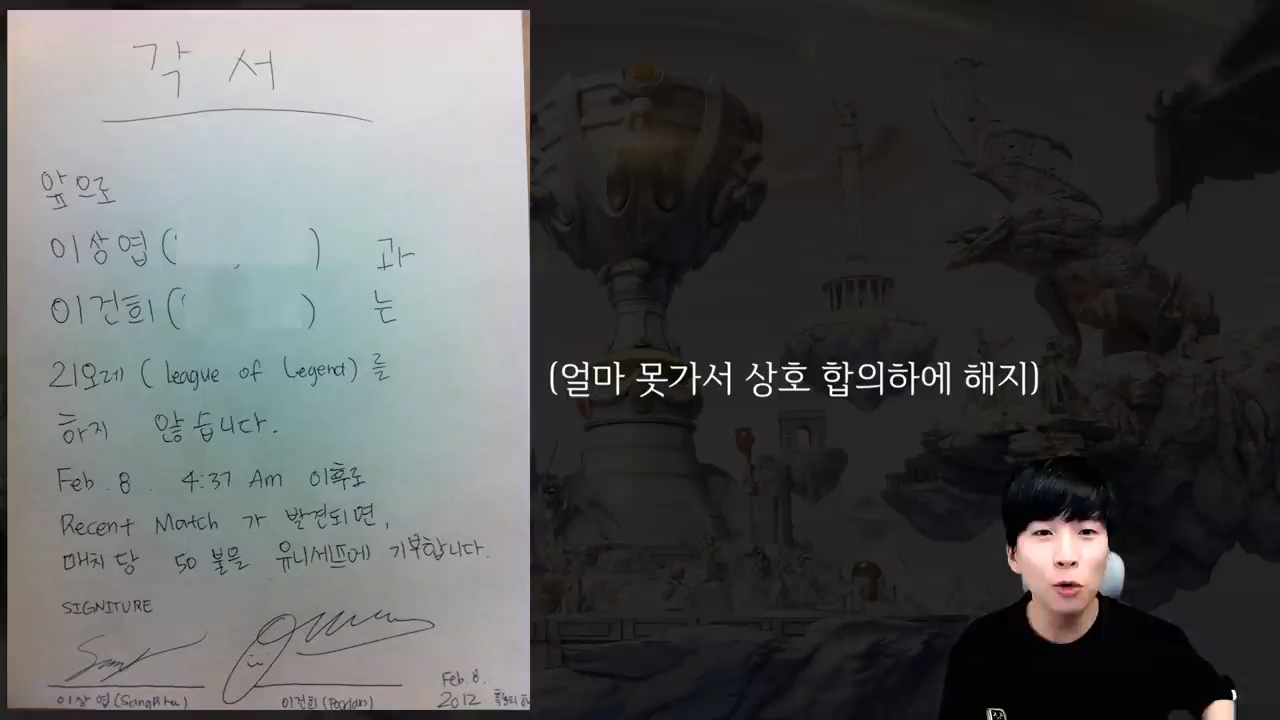 각 서
앞으로
이상엽( ) 과
이건희( ) 는
리오레 ( League of Legend) 를
하지 않습니다.
Feb. 8. 4:37 Am 이후로
Recent Match 가 발견되면,
매치 당 50 불을 유니세프에 기부합니다.
SIGNITURE
이상엽 이건희
Feb. 8.
2012
(얼마 못가서 상호 합의하에 해지)